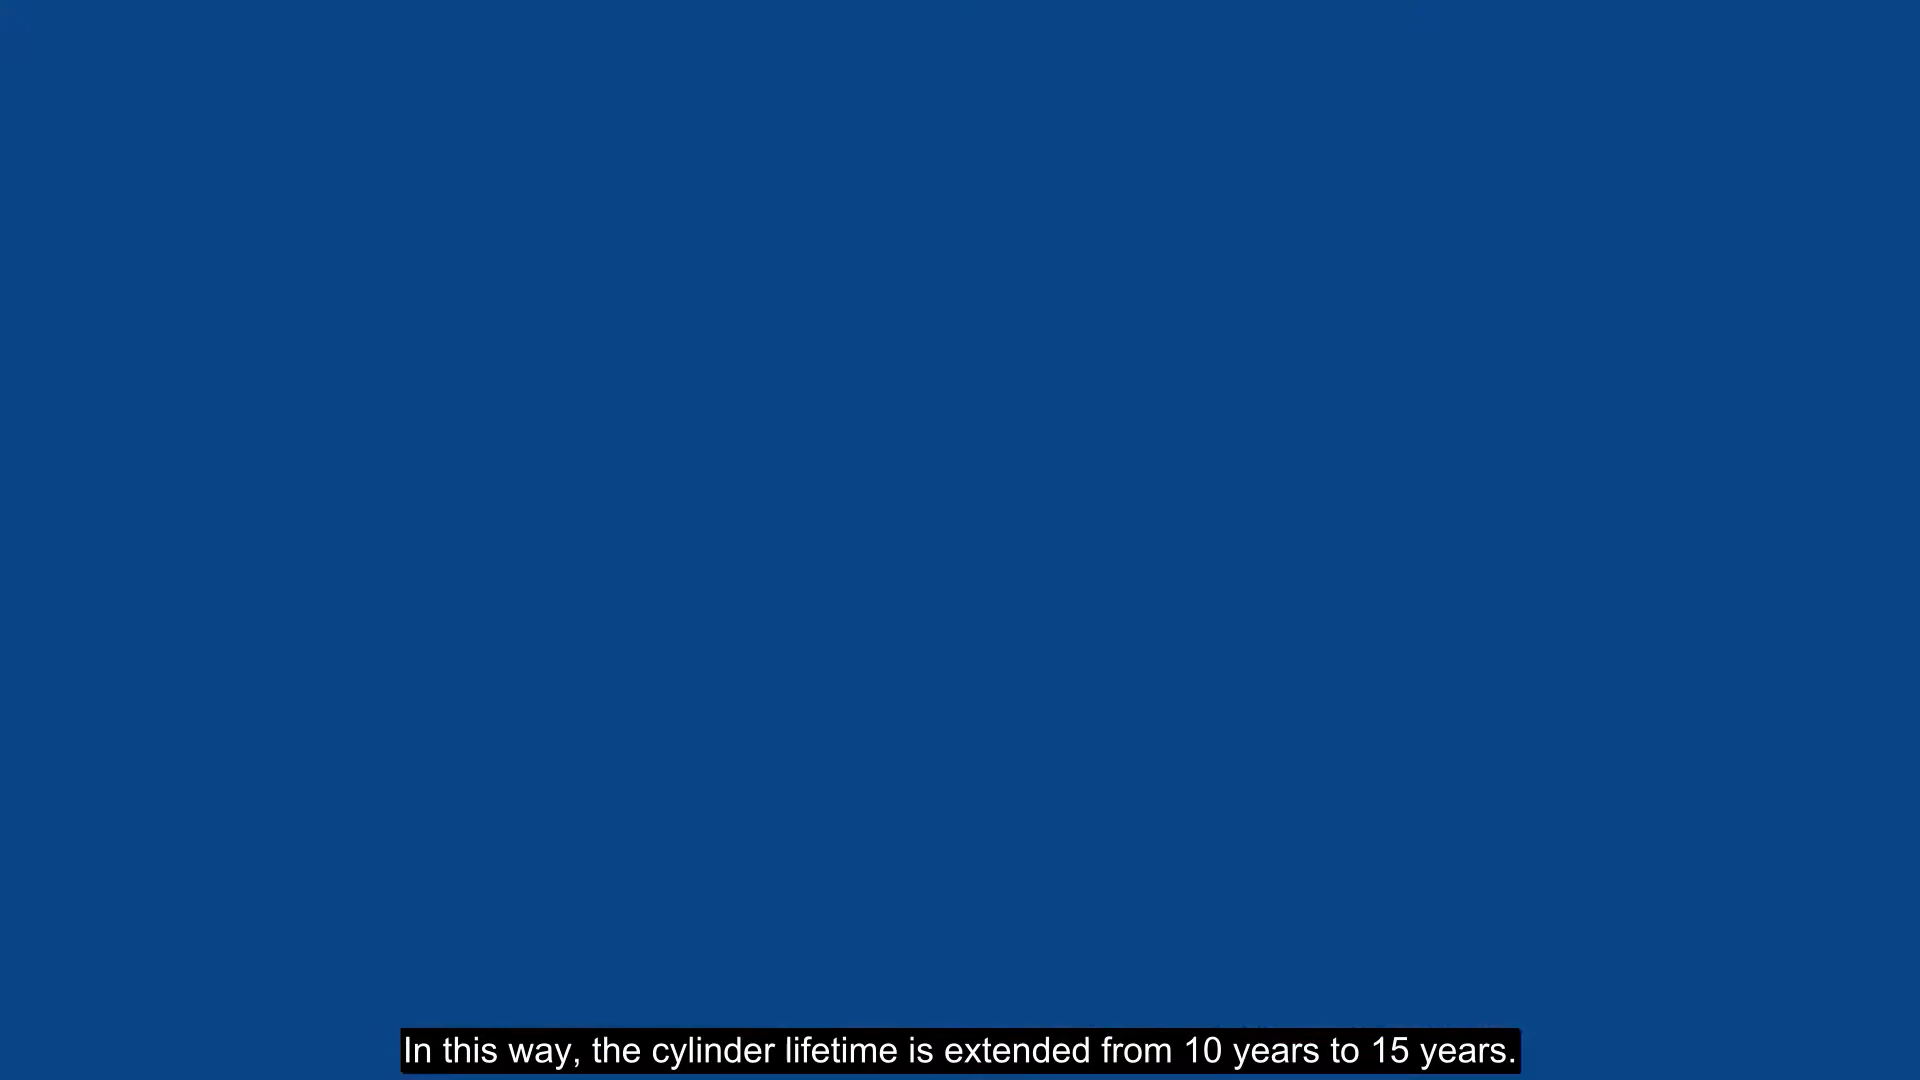 In this way, the cylinder lifetime is extended from 10 years to 15 years.